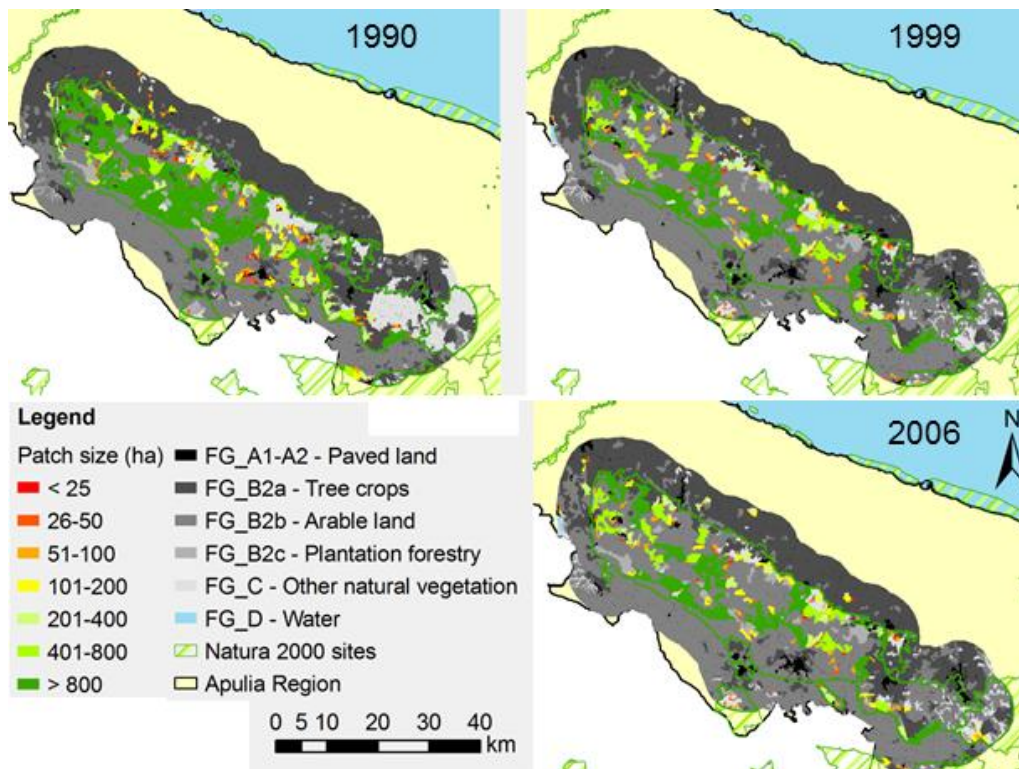 1990
1999
Legend
Patch size (ha)
< 25
26-50
51-100
101-200
201-400
401-800
> 800
FG_A1-A2 - Paved land
FG_B2a - Tree crops
FG_B2b - Arable land
FG_B2c - Plantation forestry
FG_C - Other natural vegetation
FG_D - Water
Natura 2000 sites
Apulia Region
0 5 10 20 30 40
km
2006
N